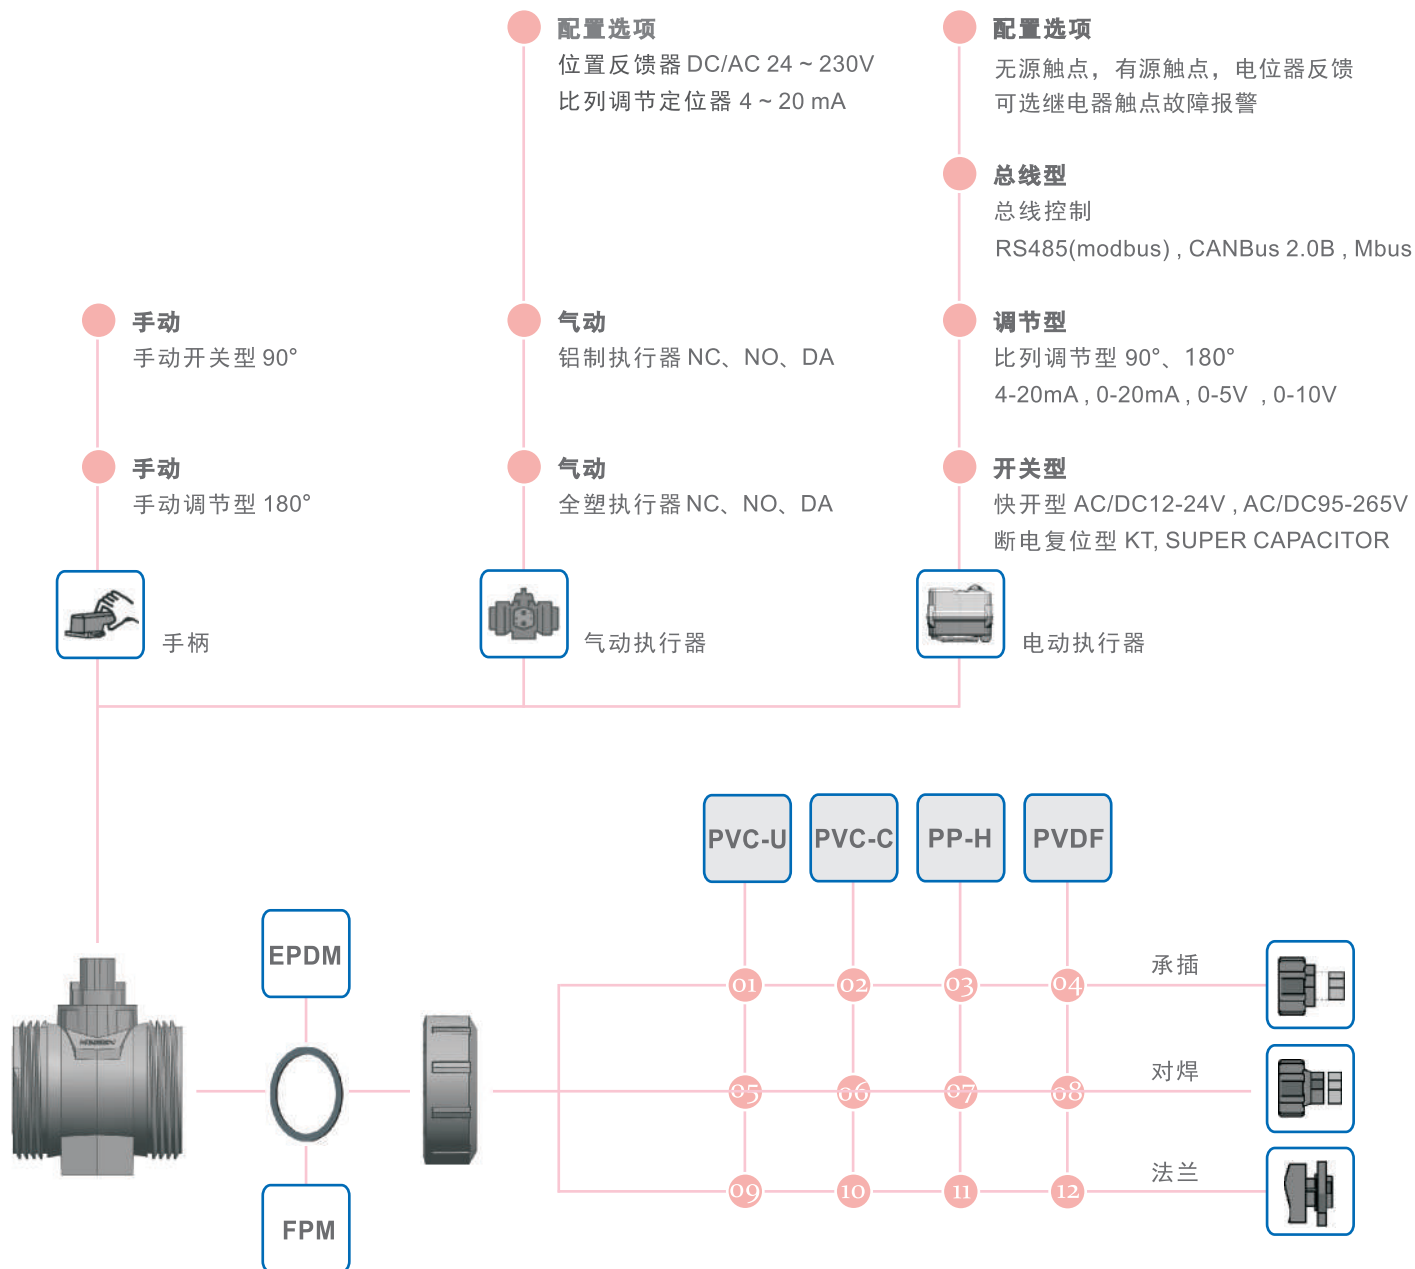 配置选项
位置反馈器 DC/AC 24 ~ 230V
比列调节定位器 4 ~ 20 mA
配置选项
无源触点，有源触点，电位器反馈
可选继电器触点故障报警
总线型
总线控制
RS485(modbus) , CANBus 2.0B , Mbus
手动
手动开关型 90°
气动
铝制执行器 NC、NO、DA
调节型
比列调节型 90°、180°
4-20mA , 0-20mA , 0-5V , 0-10V
手动
手动调节型 180°
气动
全塑执行器 NC、NO、DA
开关型
快开型 AC/DC12-24V , AC/DC95-265V
断电复位型 KT, SUPER CAPACITOR
手柄
气动执行器
电动执行器
PVC-U
PVC-C
PP-H
PVDF
EPDM
FPM
01
02
03
04
承插
05
06
07
08
对焊
09
10
11
12
法兰